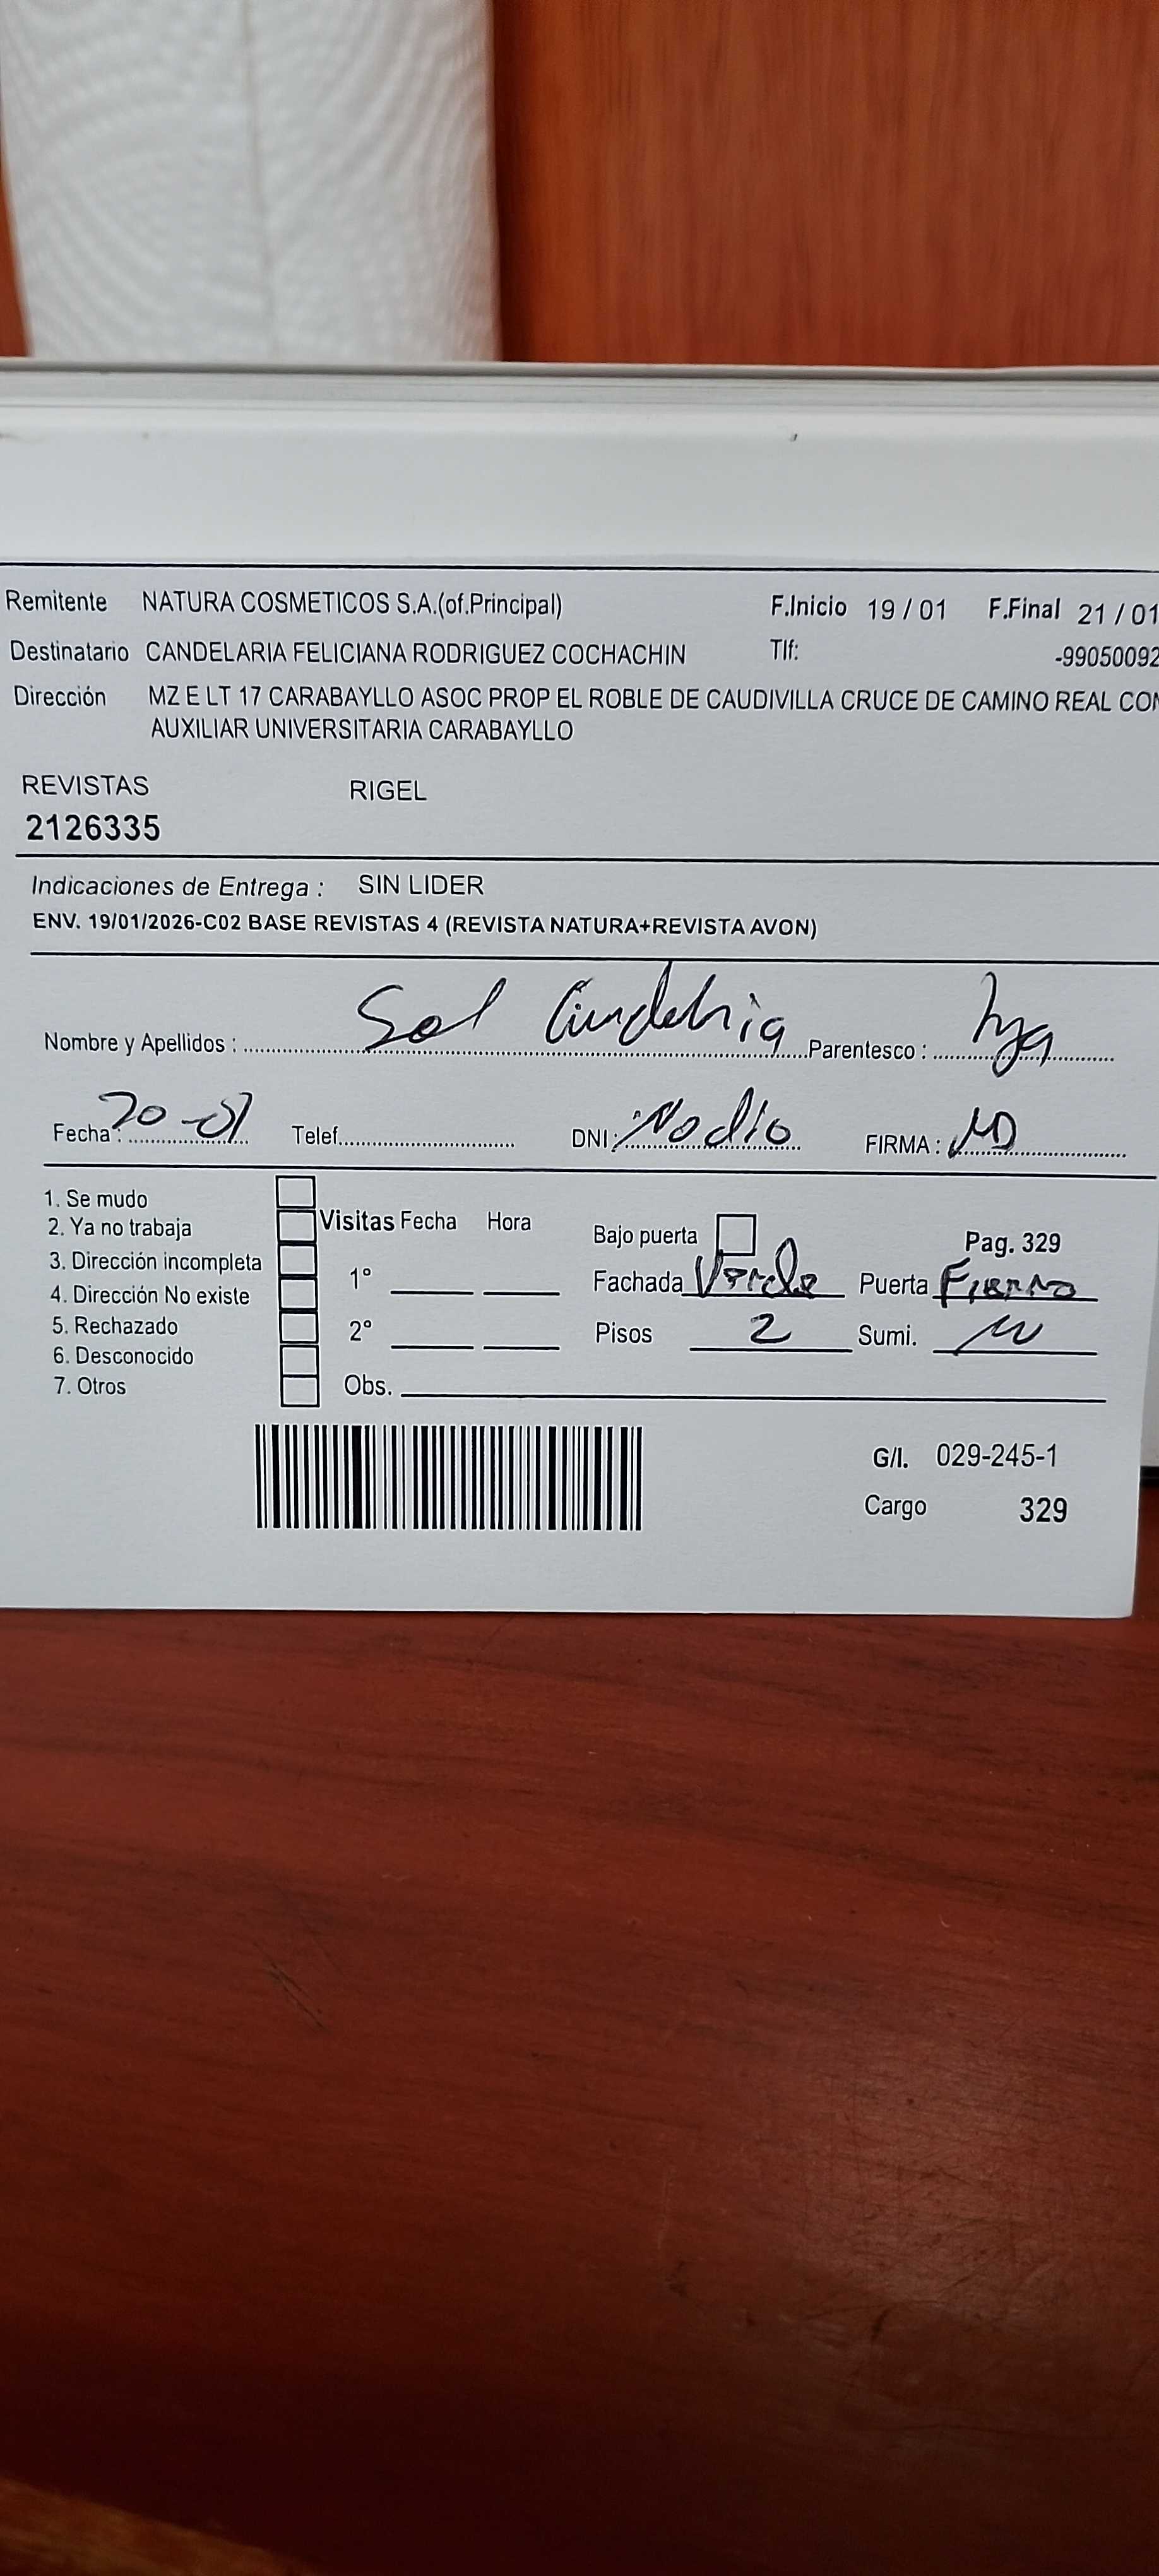 Remitente NATURA COSMETICOS S.A.(of.Principal) F.Inicio 19 / 01 F.Final 21 / 01
Destinatario CANDELARIA FELICIANA RODRIGUEZ COCHACHIN Tlf: -99050092
Dirección MZ E LT 17 CARABAYLLO ASOC PROP EL ROBLE DE CAUDIVILLA CRUCE DE CAMINO REAL CON
AUXILIAR UNIVERSITARIA CARABAYLLO
REVISTAS RIGEL
2126335
Indicaciones de Entrega : SIN LIDER
ENV. 19/01/2026-C02 BASE REVISTAS 4 (REVISTA NATURA+REVISTA AVON)
Nombre y Apellidos : Sol Parentesco :
Fecha : 20-01 Telef. DNI: No dio FIRMA :
1. Se mudo
2. Ya no trabaja Visitas Fecha Hora Bajo puerta Pag. 329
3. Dirección incompleta 1° Fachada Verde Puerta Fierro
4. Dirección No existe
5. Rechazado 2° Pisos 2 Sumi.
6. Desconocido
7. Otros Obs.
G/I. 029-245-1
Cargo 329